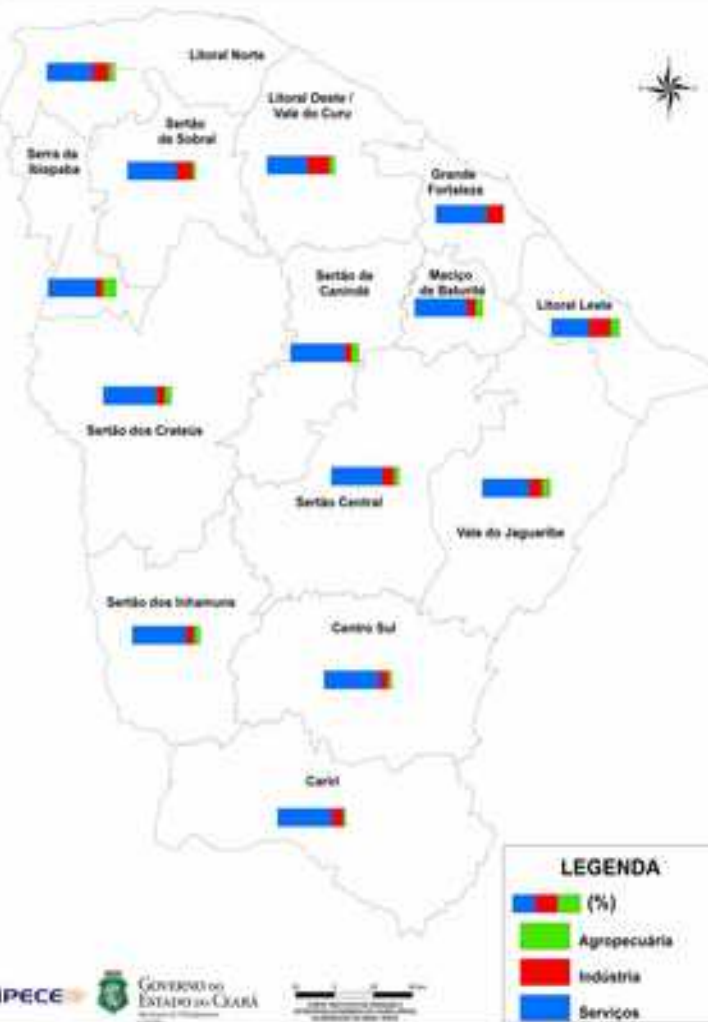 Litoral Norte
Litoral Oeste /
Vale do Curu
Sertão
de Sobral
Serra da
Ibiapaba
Grande
Fortaleza
Sertão de
Canindé
Maciço
de Baturité
Litoral Leste
Sertão dos Crateús
Sertão Central
Vale do Jaguaribe
Sertão dos Inhamuns
Centro Sul
Cariri
LEGENDA
(%)
Agropecuária
Indústria
Serviços
IPECE
GOVERNO DO
ESTADO DO CEARÁ